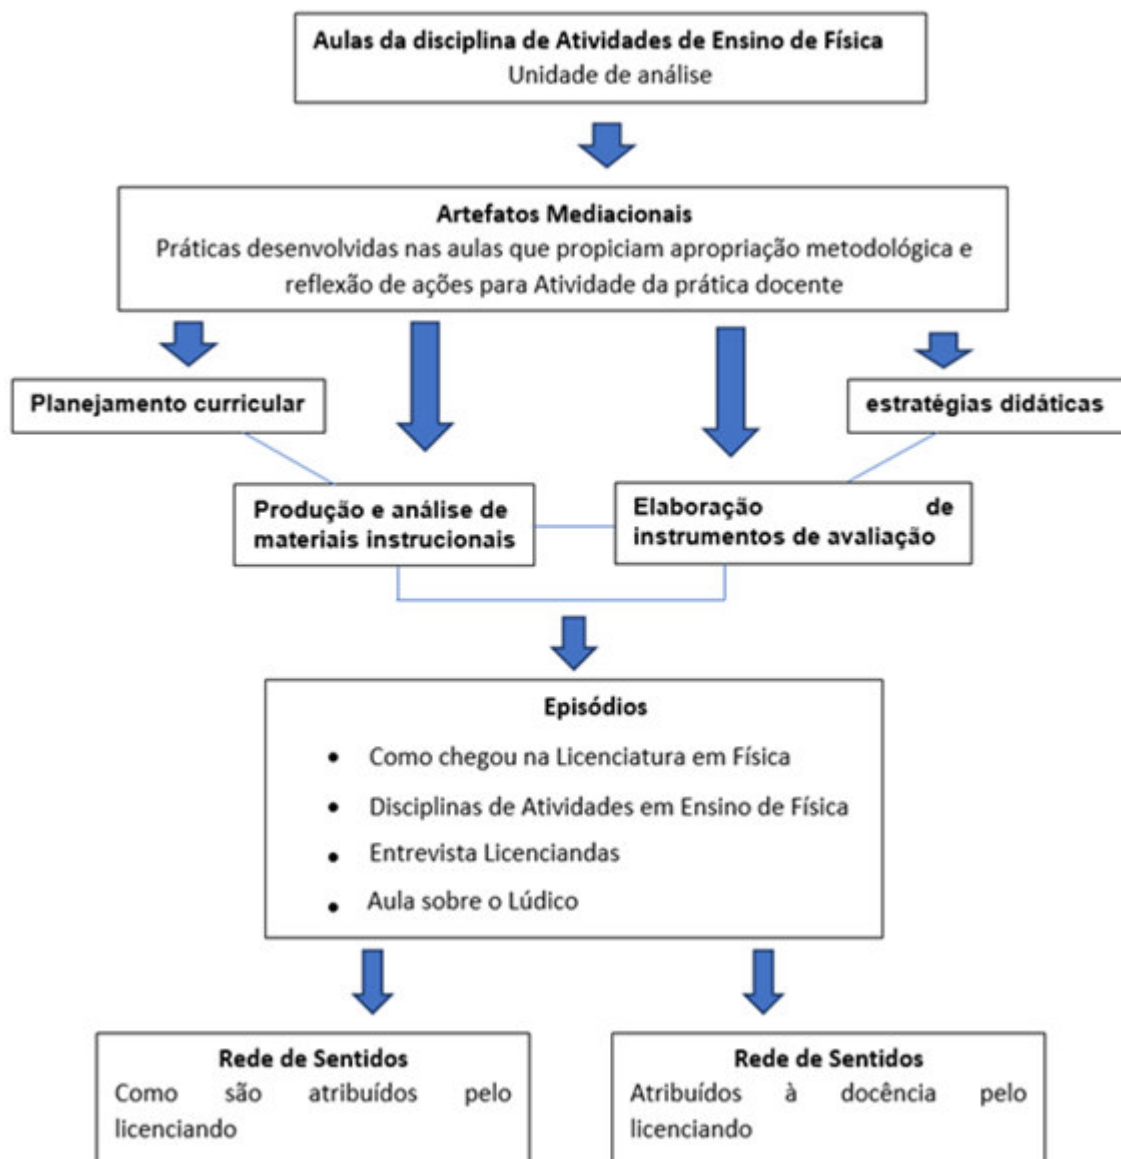 Aulas da disciplina de Atividades de Ensino de Física
Unidade de análise
Artefatos Mediacionais
Práticas desenvolvidas nas aulas que propiciam apropriação metodológica e
reflexão de ações para Atividade da prática docente
Planejamento curricular
estratégias didáticas
Produção e análise de
materiais instrucionais
Elaboração de
instrumentos de avaliação
Episódios
• Como chegou na Licenciatura em Física
• Disciplinas de Atividades em Ensino de Física
• Entrevista Licenciandas
• Aula sobre o Lúdico
Rede de Sentidos
Como são atribuídos pelo
licenciando
Rede de Sentidos
Atribuídos à docência pelo
licenciando